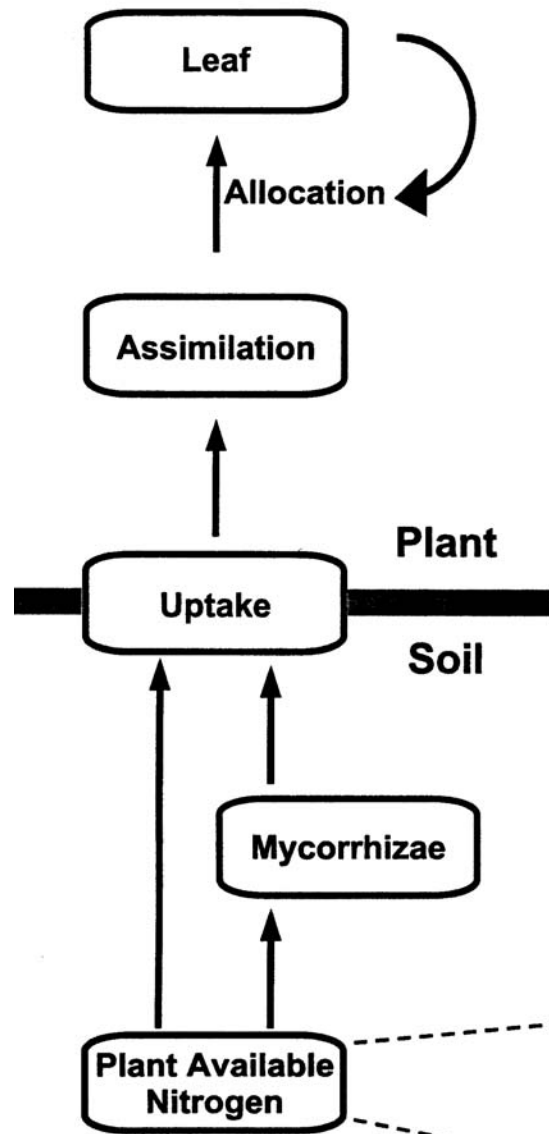 Leaf
Allocation
Assimilation
Plant
Uptake
Soil
Mycorrhizae
Plant Available
Nitrogen